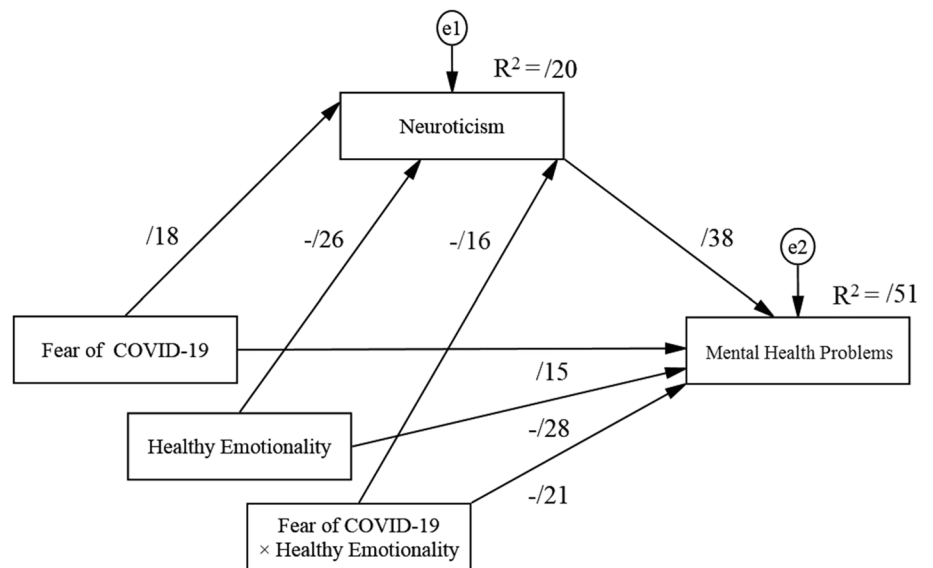 e1
R² = /20
Neuroticism
/18
-/26
-/16
/38
e2
R² = /51
Fear of COVID-19
Mental Health Problems
/15
Healthy Emotionality
-/28
-/21
Fear of COVID-19
× Healthy Emotionality